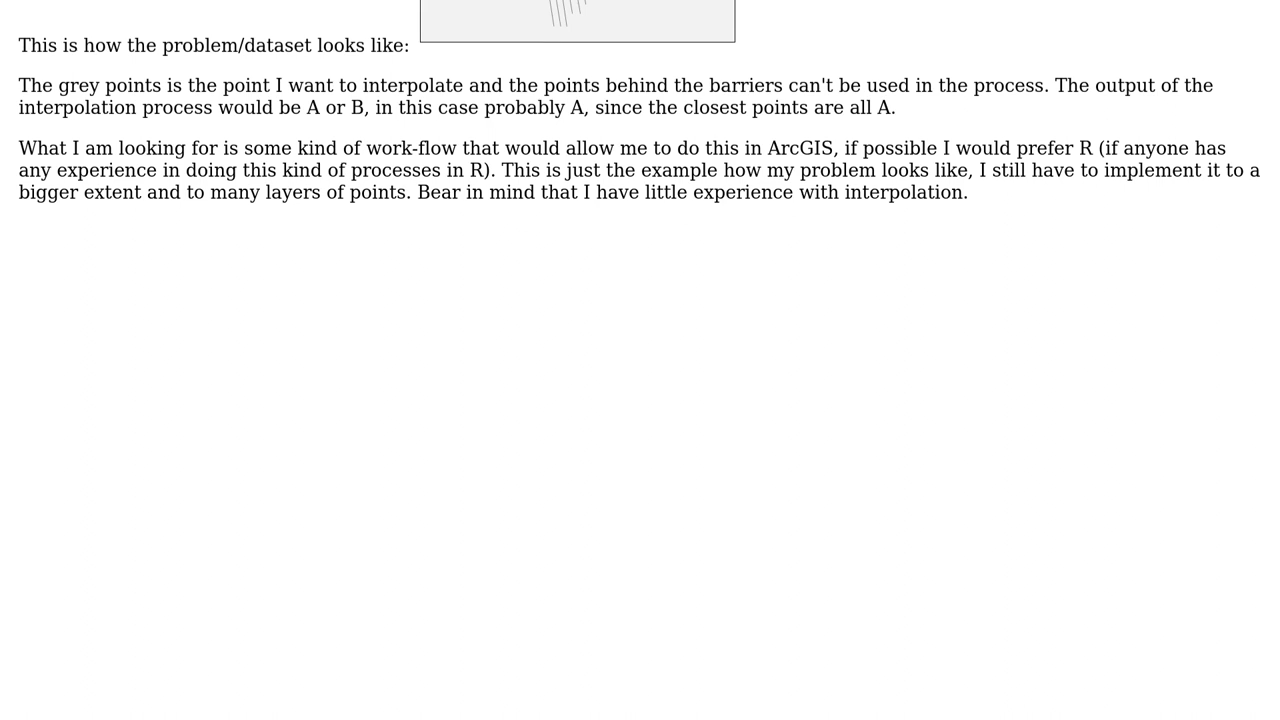 This is how the problem/dataset looks like:
The grey points is the point I want to interpolate and the points behind the barriers can't be used in the process. The output of the
interpolation process would be A or B, in this case probably A, since the closest points are all A.
What I am looking for is some kind of work-flow that would allow me to do this in ArcGIS, if possible I would prefer R (if anyone has
any experience in doing this kind of processes in R). This is just the example how my problem looks like, I still have to implement it to a
bigger extent and to many layers of points. Bear in mind that I have little experience with interpolation.